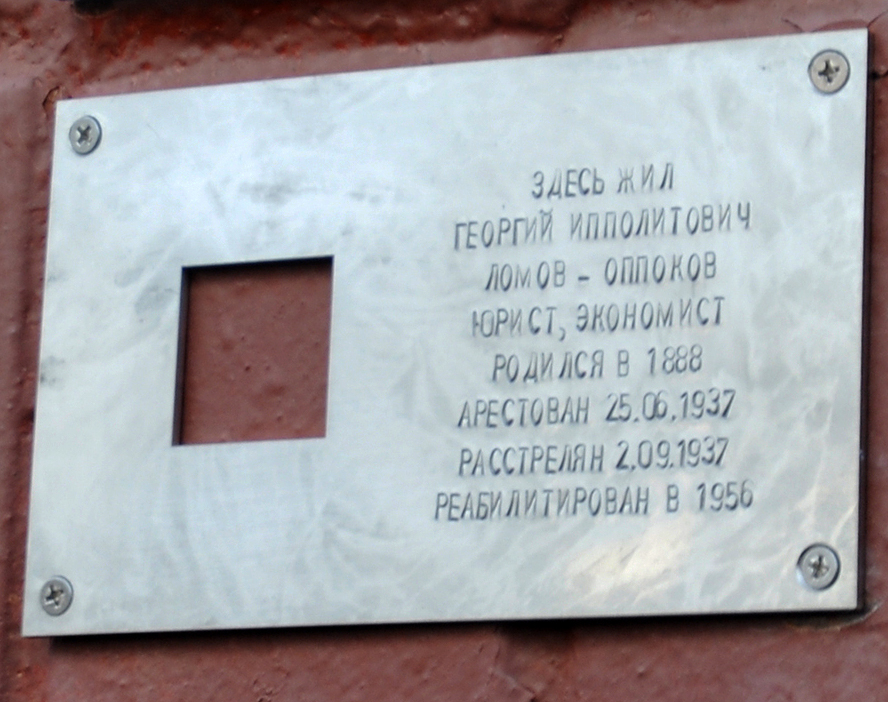 ЗДЕСЬ ЖИЛ
ГЕОРГИЙ ИППОЛИТОВИЧ
ЛОМОВ - ОППОКОВ
ЮРИСТ, ЭКОНОМИСТ
РОДИЛСЯ В 1888
АРЕСТОВАН 25.06.1937
РАССТРЕЛЯН 2.09.1937
РЕАБИЛИТИРОВАН В 1956